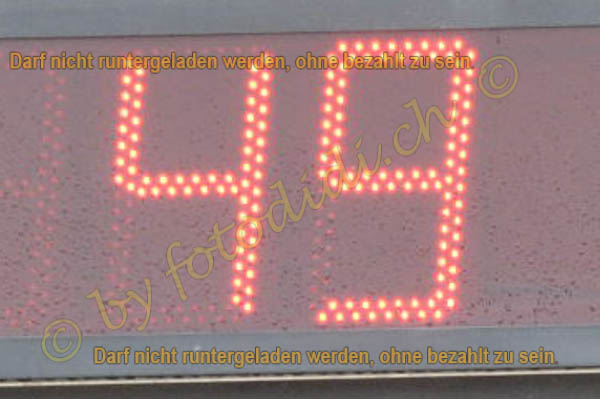 Darf nicht runtergeladen werden, ohne bezahlt zu sein.
49
© by fotodidi.ch ©
Darf nicht runtergeladen werden, ohne bezahlt zu sein.